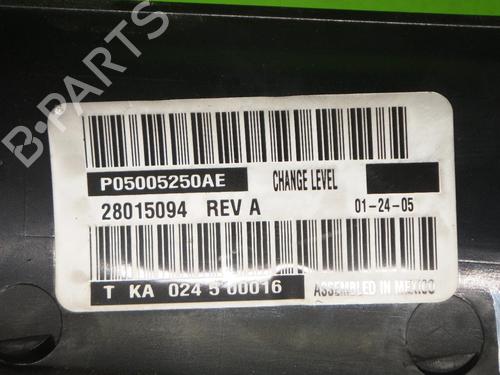 B-PARTS
P05005250AE CHANGE LEVEL
28015094 REV A 01-24-05
T KA 024 5 00016 ASSEMBLED IN MEXICO